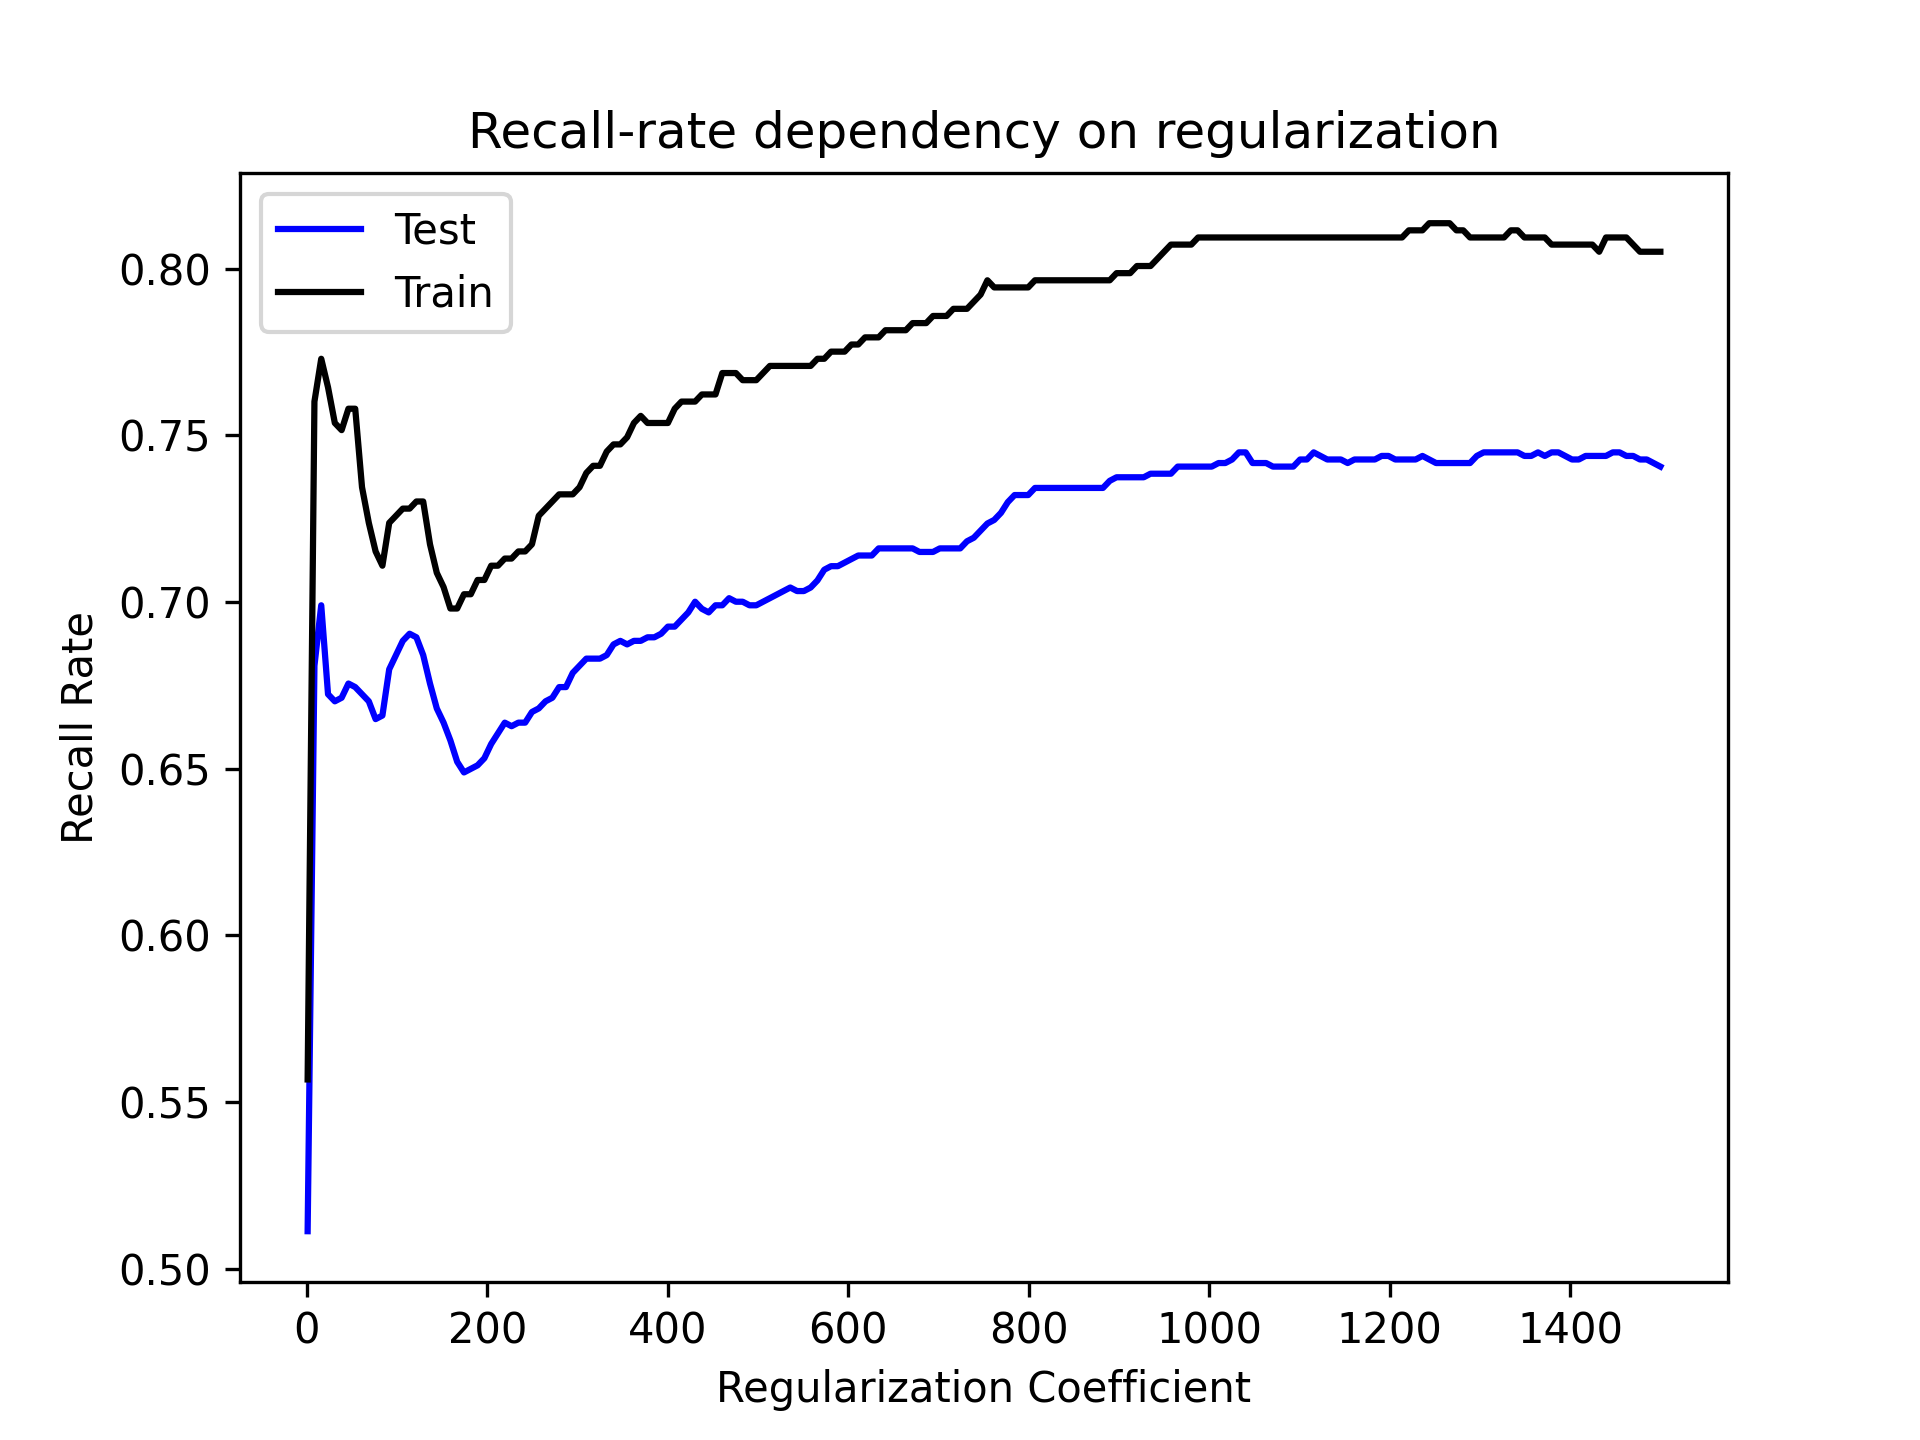 Recall-rate dependency on regularization
Test
Train
Recall Rate
0.80
0.75
0.70
0.65
0.60
0.55
0.50
0 200 400 600 800 1000 1200 1400
Regularization Coefficient